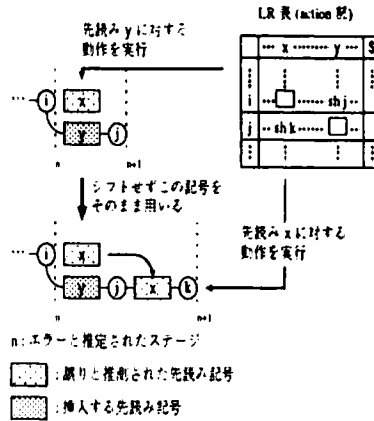 LR 表 (action 部)
先読み y に対する
動作を実行
… x ……… y … $
i … sh j …
j … sh k ……
… i x
y j
n n+1
シフトせずこの記号を
そのまま用いる
先読み x に対する
動作を実行
… i x
y j x k
n n+1
n : エラーと推定されたステージ
: 誤りと推測された先読み記号
: 挿入する先読み記号